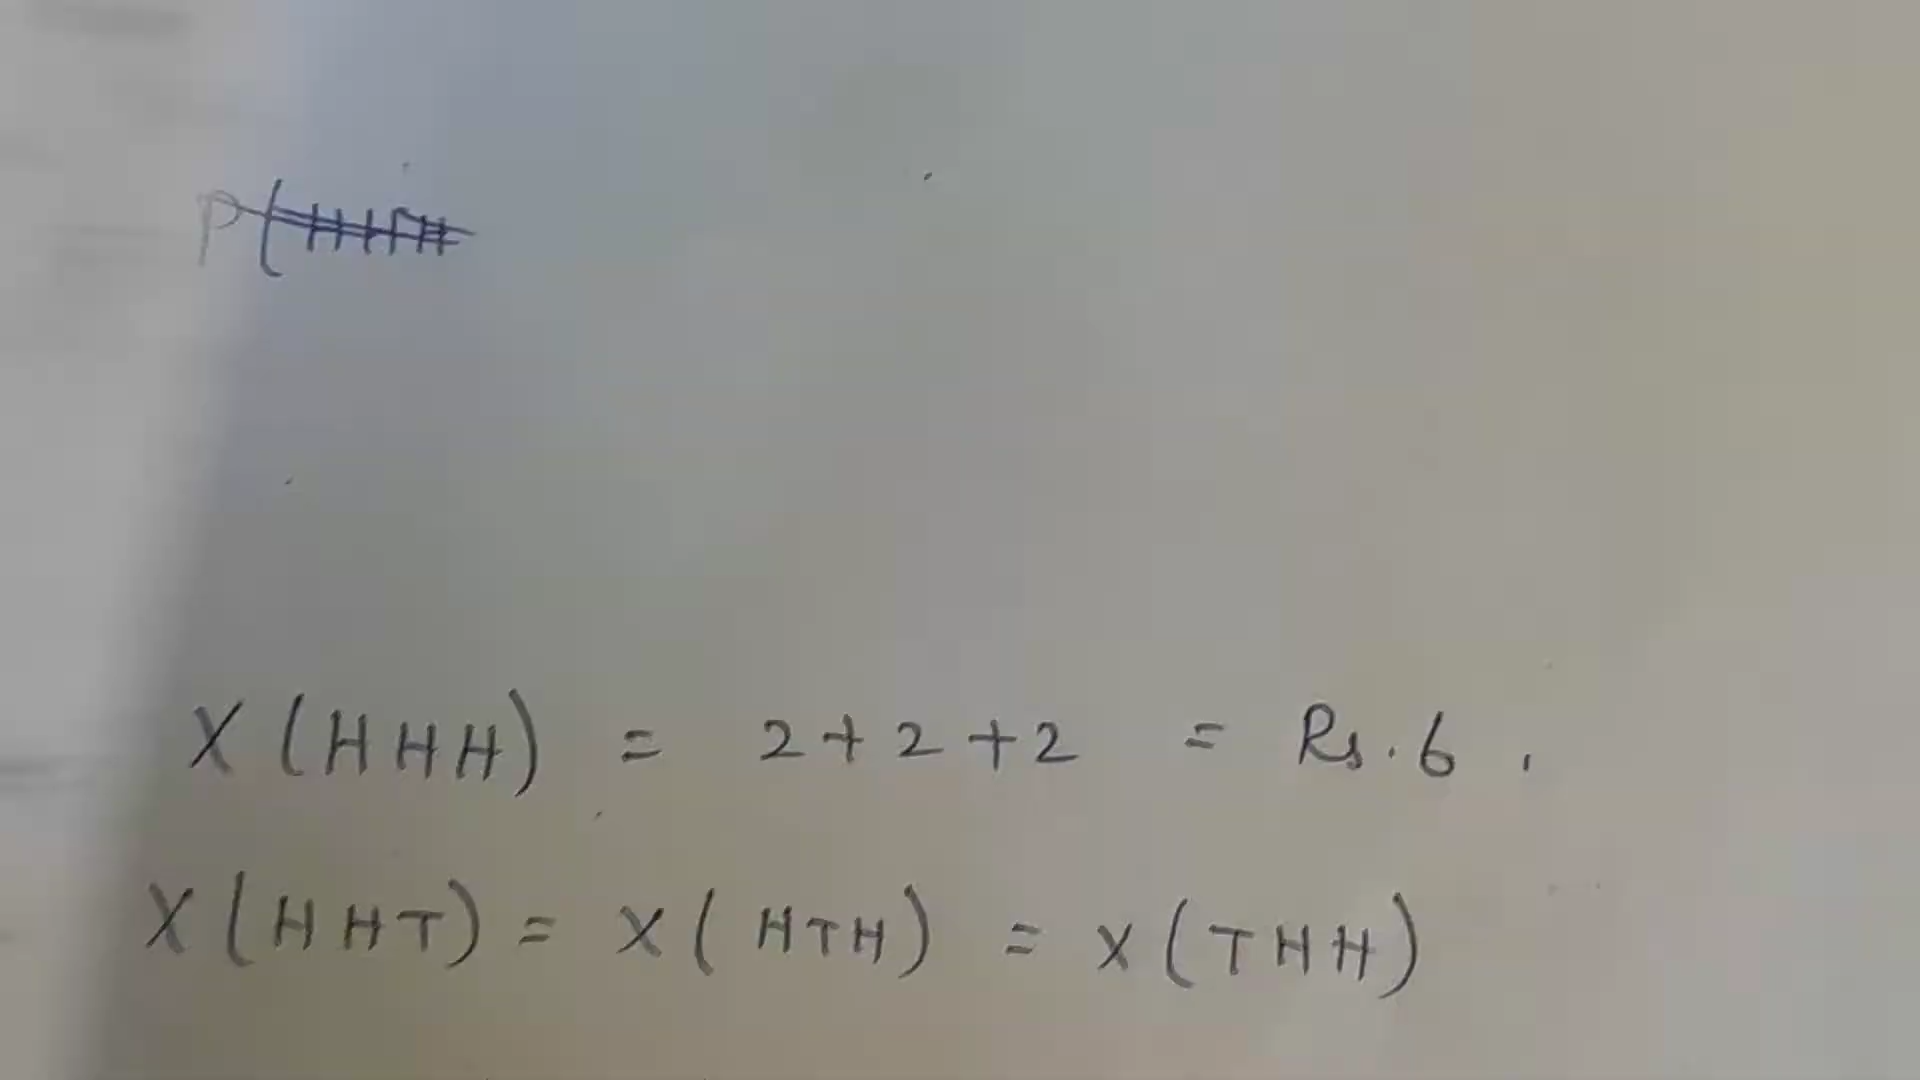 X (HHH) = 2+2+2 = Rs. 6.
X (HHT) = X (HTH) = X (THH)